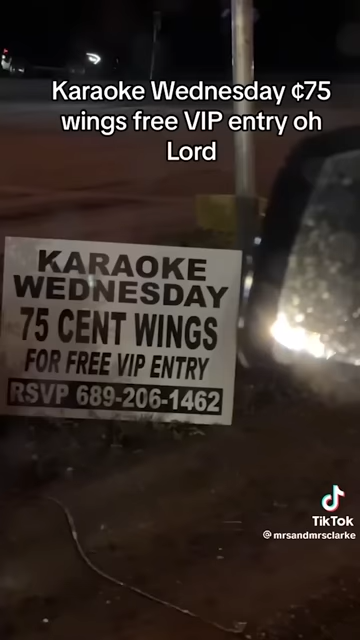 Karaoke Wednesday ¢75
wings free VIP entry oh
Lord
KARAOKE
WEDNESDAY
75 CENT WINGS
FOR FREE VIP ENTRY
RSVP 689-206-1462
TikTok
@mrsandmrsclarke